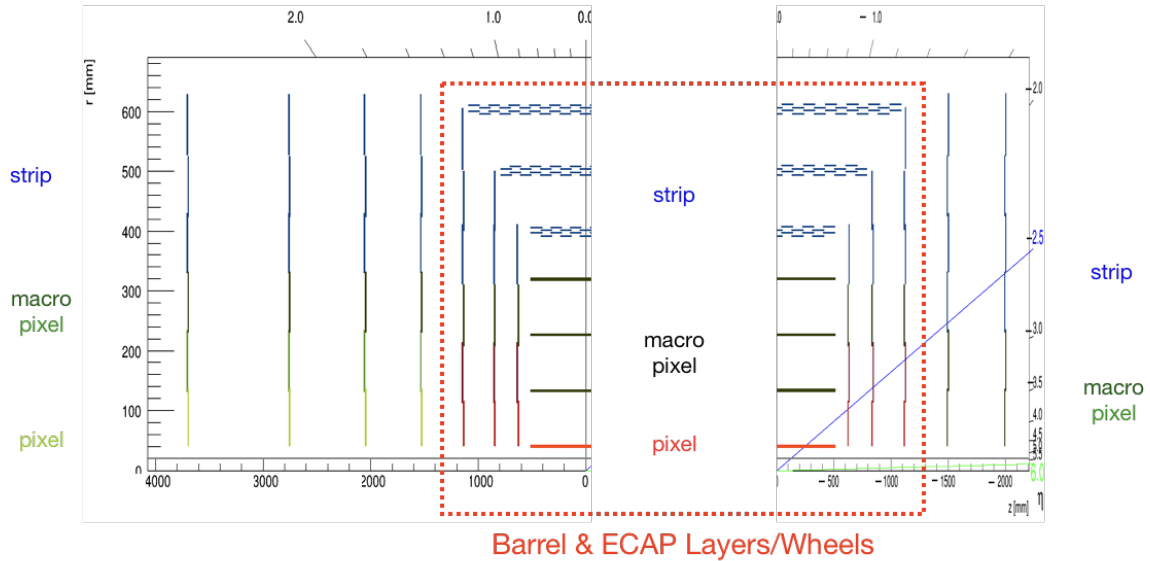 2.0 1.0 0.0
r [mm]
600
500
400
300
200
100
0
4000 3000 2000 1000 0
strip
macro
pixel
pixel
strip
macro
pixel
pixel
– 1.0
2.0
2.5
3.0
3.5
4.0
6.0
η
– 500 – 1000 – 1500 – 2000
z [mm]
strip
macro
pixel
Barrel & ECAP Layers/Wheels